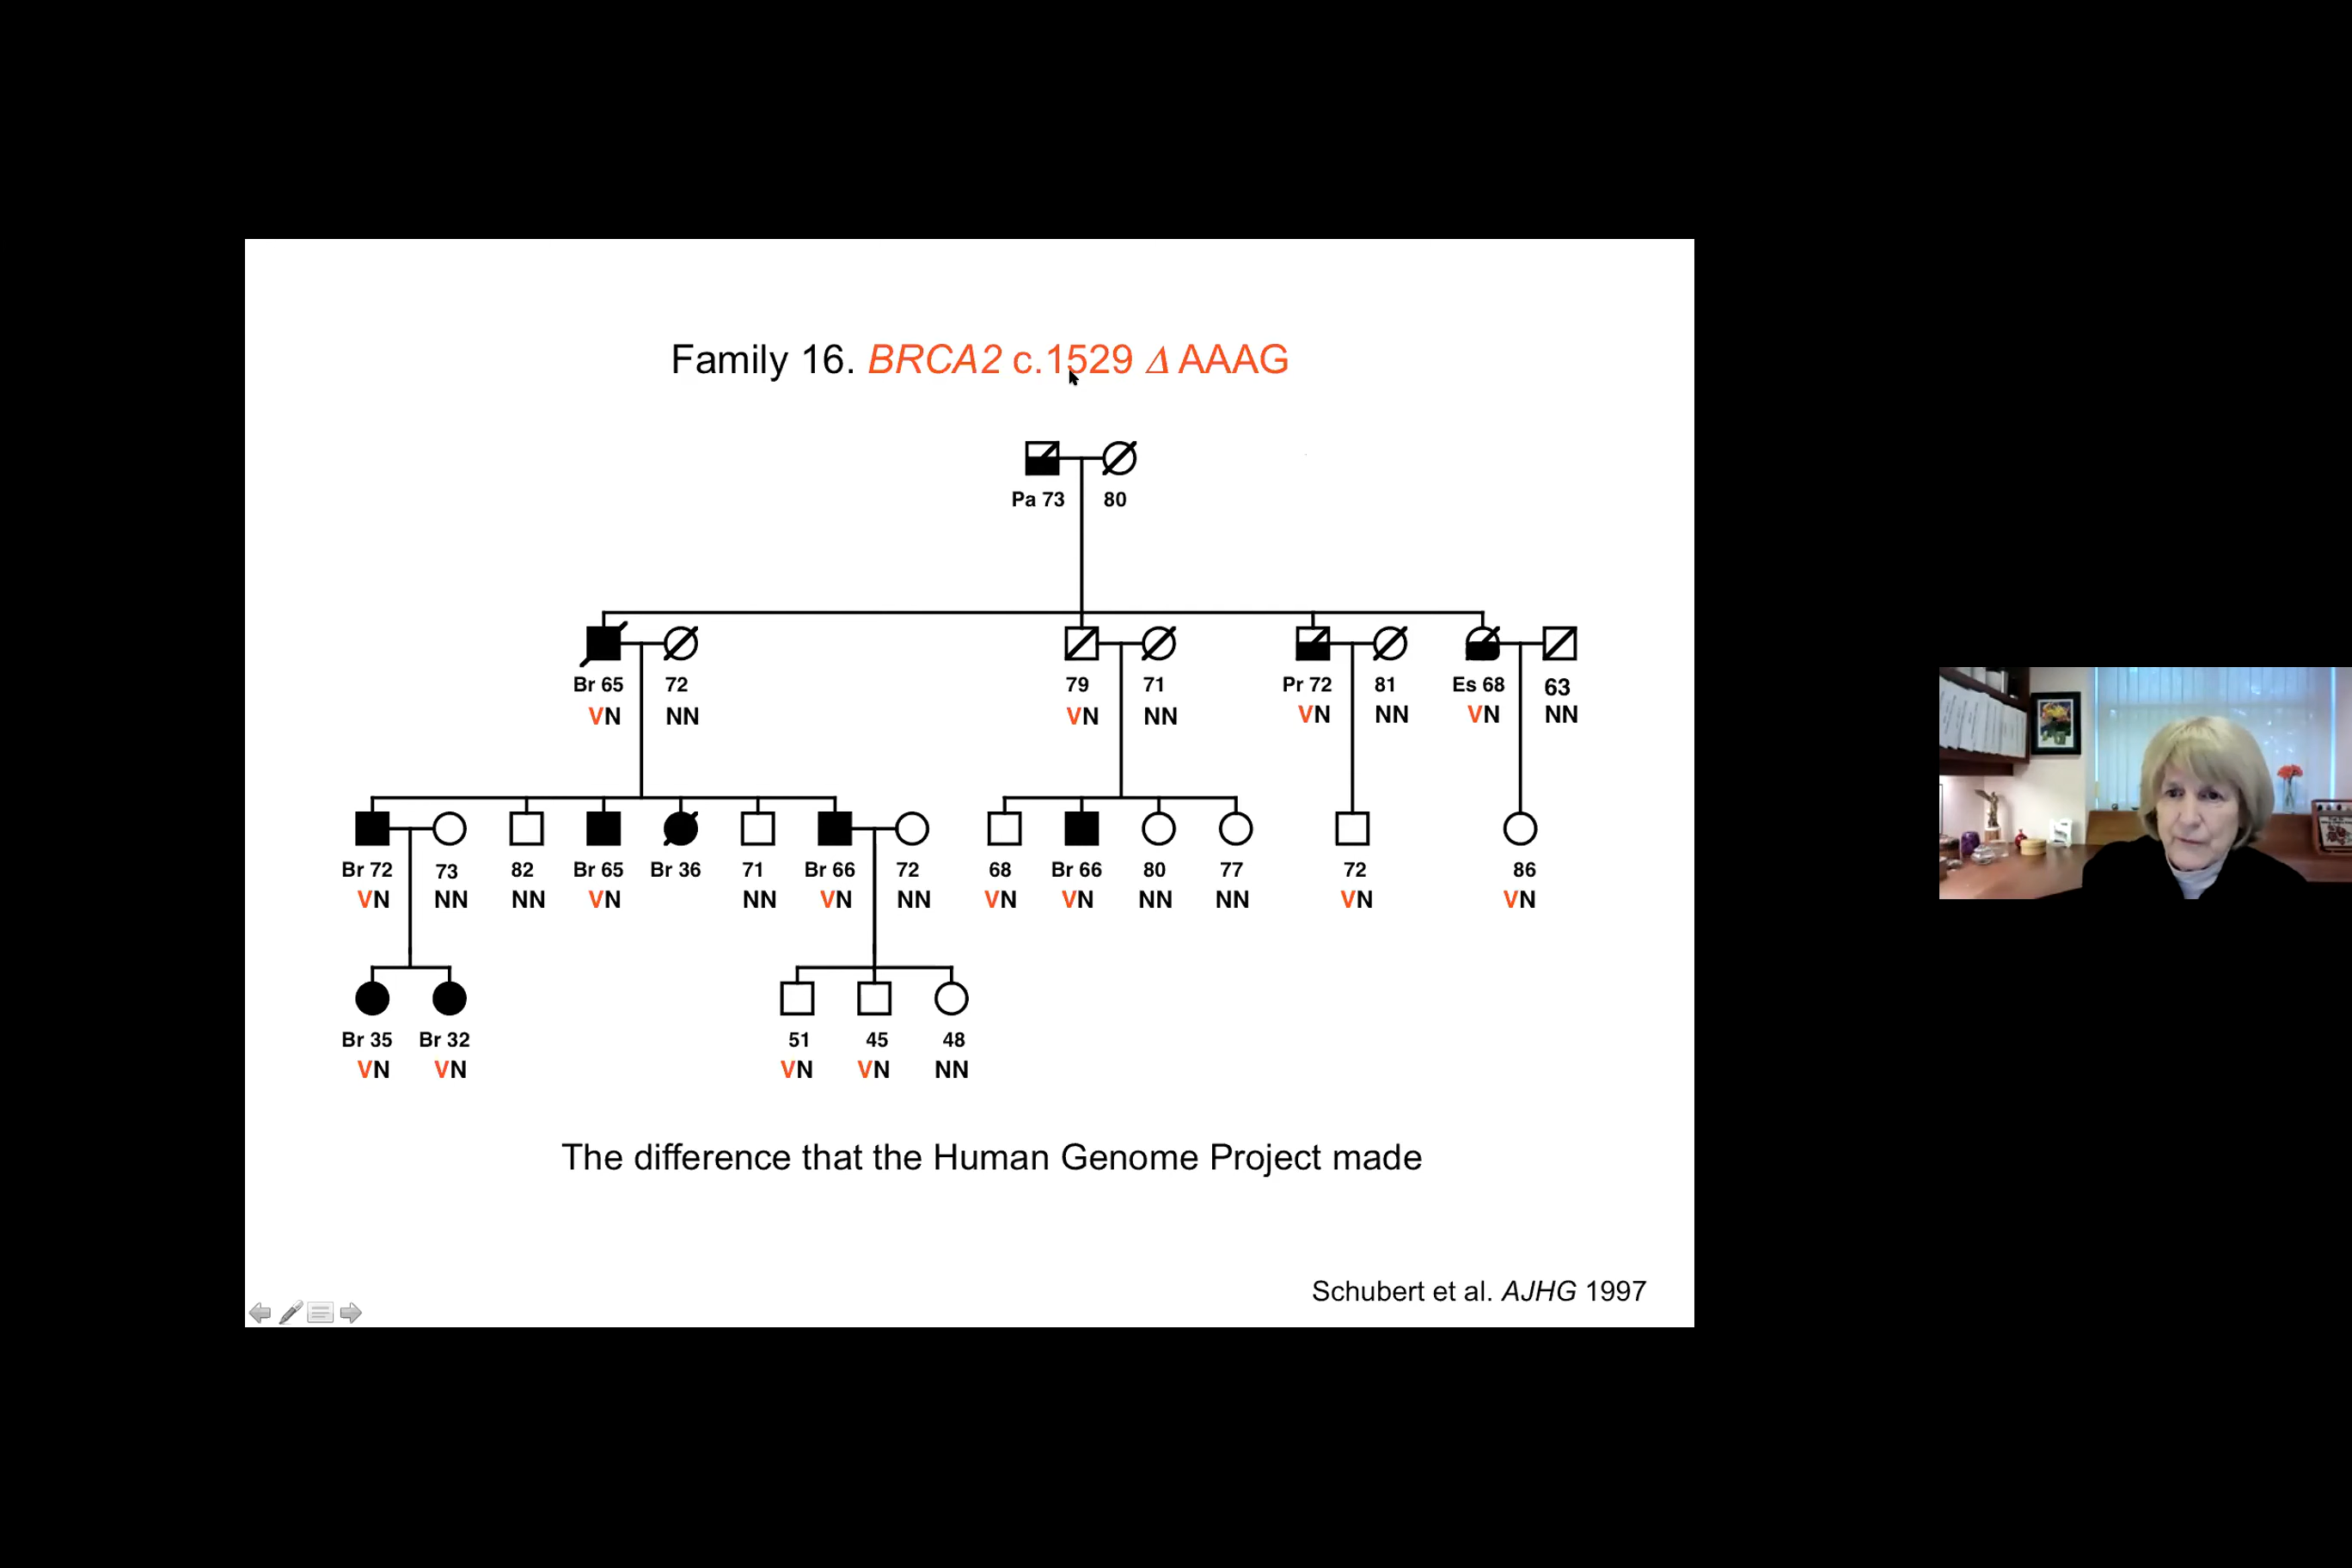 Family 16. BRCA2 c.1529 Δ AAAG
Pa 73 80
Br 65 72 79 71 Pr 72 81 Es 68 63
VN NN VN NN VN NN VN NN
Br 72 73 82 Br 65 Br 36 71 Br 66 72 68 Br 66 80 77 72 86
VN NN NN VN NN VN NN VN VN NN NN VN VN
Br 35 Br 32 51 45 48
VN VN VN VN NN
The difference that the Human Genome Project made
Schubert et al. AJHG 1997